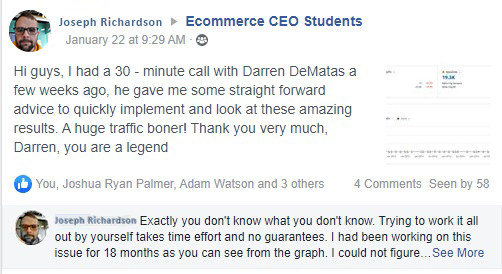 Joseph Richardson ▸ Ecommerce CEO Students
January 22 at 9:29 AM ·
Hi guys, I had a 30 - minute call with Darren DeMatas a
few weeks ago, he gave me some straight forward
advice to quickly implement and look at these amazing
results. A huge traffic boner! Thank you very much,
Darren, you are a legend
19.3K
You, Joshua Ryan Palmer, Adam Watson and 3 others
4 Comments Seen by 58
Joseph Richardson Exactly you don't know what you don't know. Trying to work it all
out by yourself takes time effort and no guarantees. I had been working on
this issue for 18 months as you can see from the graph. I could not figure...See More